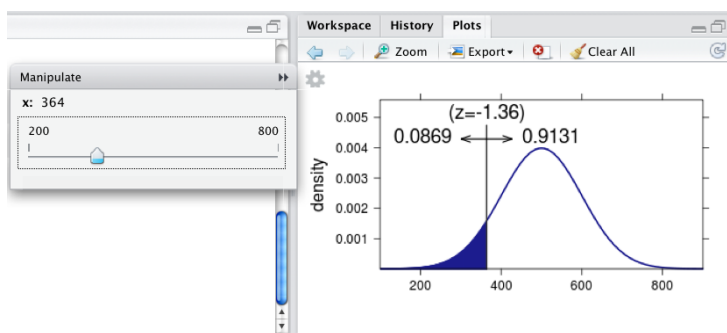 Workspace History Plots
Zoom Export Clear All
Manipulate
x: 364
200 800
(z=-1.36)
0.0869 0.9131
density
0.005
0.004
0.003
0.002
0.001
200 400 600 800